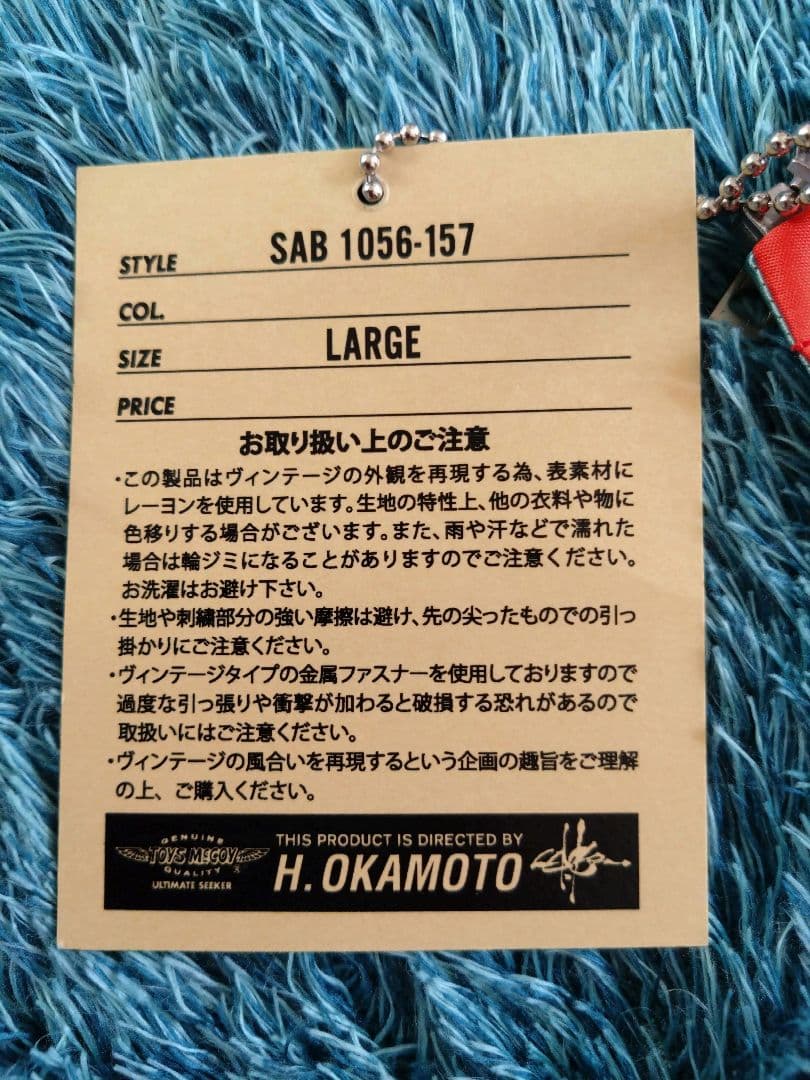 STYLE SAB 1056-157
COL.
SIZE LARGE
PRICE
お取り扱い上のご注意
・この製品はヴィンテージの外観を再現する為、表素材に
レーヨンを使用しています。生地の特性上、他の衣料や物に
色移りする場合がございます。また、雨や汗などで濡れた
場合は輪ジミになることがありますのでご注意ください。
お洗濯はお避け下さい。
・生地や刺繍部分の強い摩擦は避け、先の尖ったものでの引っ
掛かりにご注意ください。
・ヴィンテージタイプの金属ファスナーを使用しておりますので
過度な引っ張りや衝撃が加わると破損する恐れがあるので
取扱いにはご注意ください。
・ヴィンテージの風合いを再現するという企画の趣旨をご理解
の上、ご購入ください。
GENUINE
TOYS McCOY
QUALITY
ULTIMATE SEEKER
THIS PRODUCT IS DIRECTED BY
H. OKAMOTO